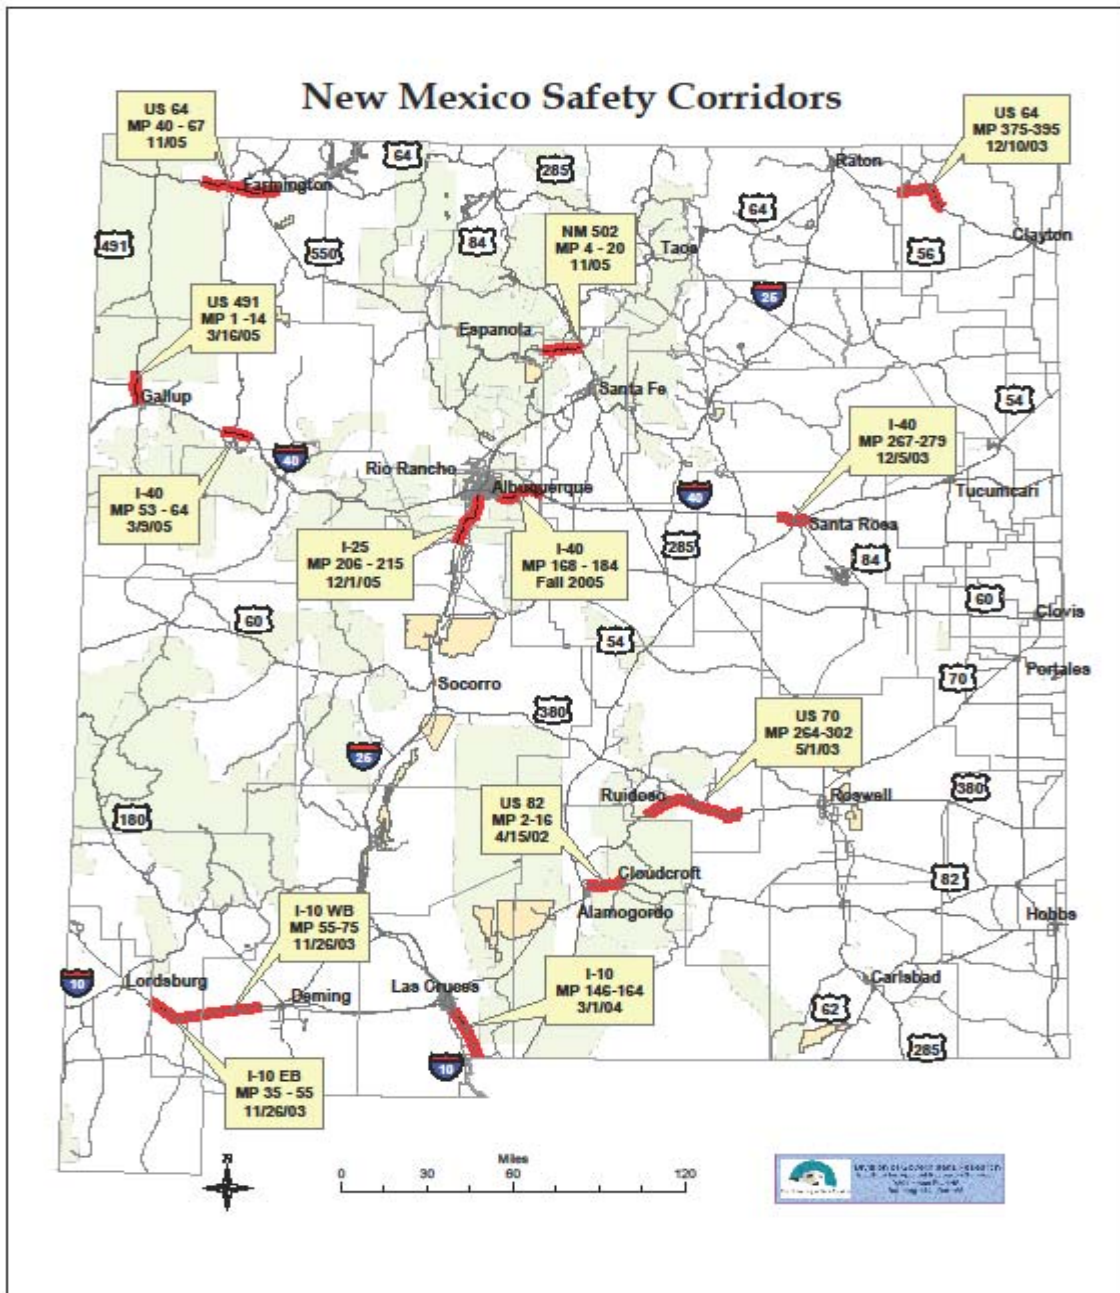 New Mexico Safety Corridors
US 64
MP 40 - 67
11/05
US 64
MP 375-395
12/10/03
64
285
Raton
Farmington
NM 502
MP 4 - 20
11/05
64
Taos
Clayton
491
550
84
56
US 491
MP 1 -14
3/16/05
25
Espanola
Gallup
Santa Fe
54
I-40
MP 267-279
12/5/03
40
Rio Rancho
Albuquerque
40
Tucumcari
I-40
MP 53 - 64
3/9/05
Santa Rosa
I-25
MP 206 - 215
12/1/05
I-40
MP 168 - 184
Fall 2005
285
84
60
60
Clovis
54
Portales
Socorro
70
380
US 70
MP 264-302
5/1/03
25
Ruidoso
Roswell
380
US 82
MP 2-16
4/15/02
180
Cloudcroft
82
I-10 WB
MP 55-75
11/26/03
Alamogordo
Hobbs
10
Lordsburg
Deming
Las Cruces
I-10
MP 146-164
3/1/04
Carlsbad
62
285
10
I-10 EB
MP 35 - 55
11/26/03
N
Miles
0 30 60 120
Division of Government Research